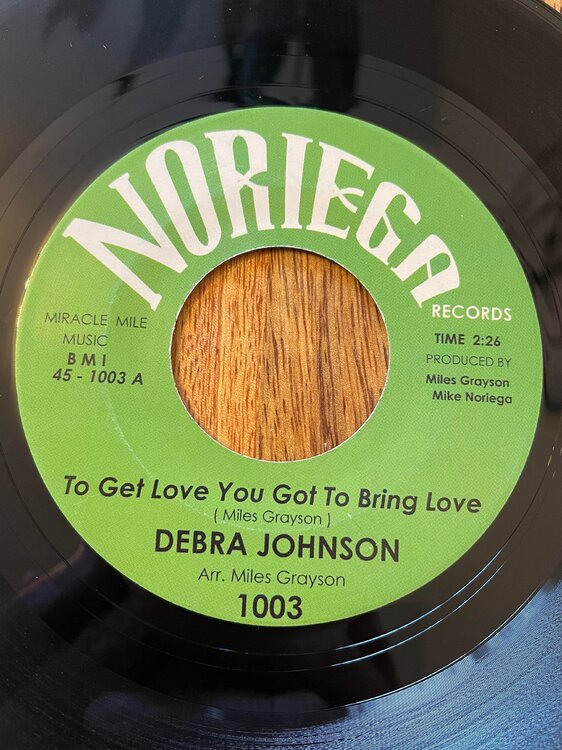 NORIEGA
RECORDS
MIRACLE MILE
MUSIC
B M I
45 - 1003 A
TIME 2:26
PRODUCED BY
Miles Grayson
Mike Noriega
To Get Love You Got To Bring Love
( Miles Grayson )
DEBRA JOHNSON
Arr. Miles Grayson
1003